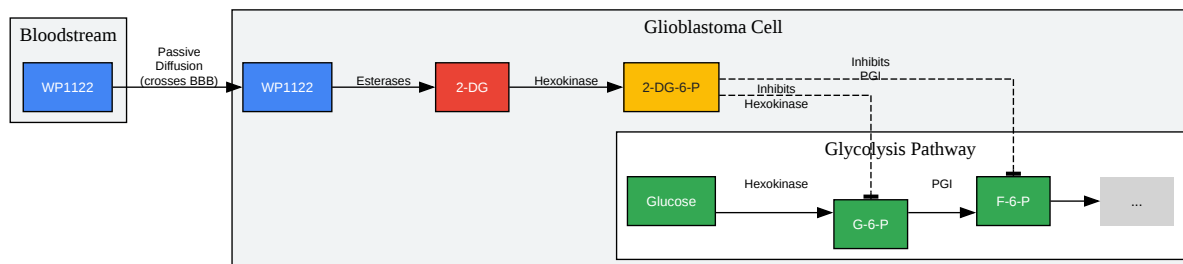 Bloodstream
WP1122
Passive
Diffusion
(crosses BBB)
Glioblastoma Cell
WP1122
Esterases
2-DG
Hexokinase
2-DG-6-P
Inhibits
PGI
Inhibits
Hexokinase
Glycolysis Pathway
Glucose
Hexokinase
G-6-P
PGI
F-6-P
...